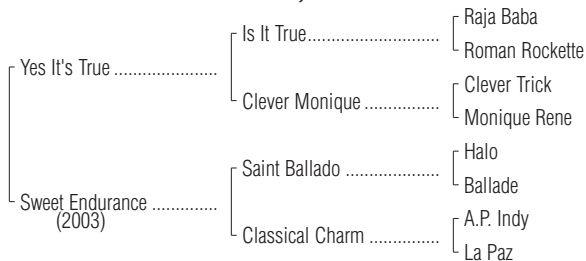 Raja Baba
Is It True
Roman Rockette
Yes It's True
Clever Trick
Clever Monique
Monique Rene
Halo
Saint Ballado
Ballade
Sweet Endurance
(2003)
A.P. Indy
Classical Charm
La Paz